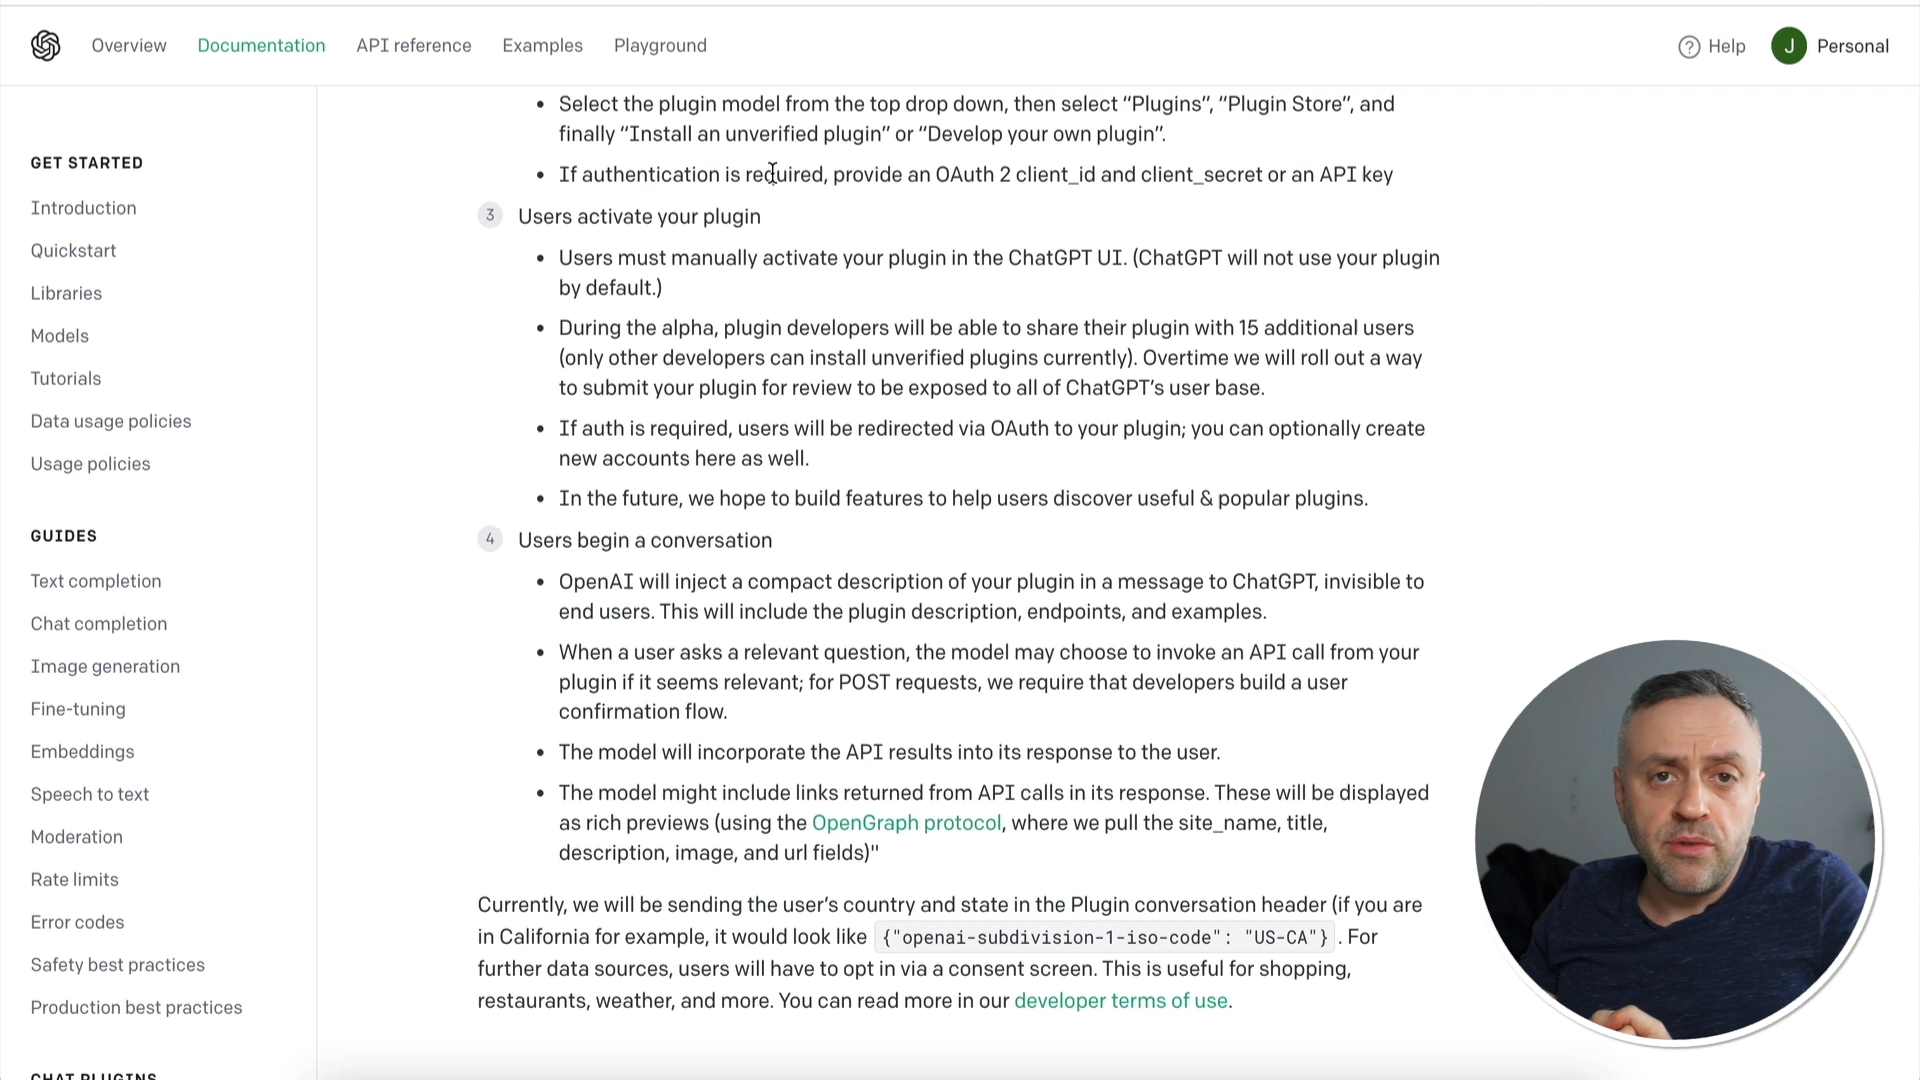 Overview
Documentation
API reference
Examples
Playground
Help
J
Personal
GET STARTED
Introduction
Quickstart
Libraries
Models
Tutorials
Data usage policies
Usage policies
GUIDES
Text completion
Chat completion
Image generation
Fine-tuning
Embeddings
Speech to text
Moderation
Rate limits
Error codes
Safety best practices
Production best practices
CHAT PLUGINS
• Select the plugin model from the top drop down, then select “Plugins”, “Plugin Store”, and
finally “Install an unverified plugin” or “Develop your own plugin”.
• If authentication is required, provide an OAuth 2 client_id and client_secret or an API key
3 Users activate your plugin
• Users must manually activate your plugin in the ChatGPT UI. (ChatGPT will not use your plugin
by default.)
• During the alpha, plugin developers will be able to share their plugin with 15 additional users
(only other developers can install unverified plugins currently). Overtime we will roll out a way
to submit your plugin for review to be exposed to all of ChatGPT’s user base.
• If auth is required, users will be redirected via OAuth to your plugin; you can optionally create
new accounts here as well.
• In the future, we hope to build features to help users discover useful & popular plugins.
4 Users begin a conversation
• OpenAI will inject a compact description of your plugin in a message to ChatGPT, invisible to
end users. This will include the plugin description, endpoints, and examples.
• When a user asks a relevant question, the model may choose to invoke an API call from your
plugin if it seems relevant; for POST requests, we require that developers build a user
confirmation flow.
• The model will incorporate the API results into its response to the user.
• The model might include links returned from API calls in its response. These will be displayed
as rich previews (using the OpenGraph protocol, where we pull the site_name, title,
description, image, and url fields)"
Currently, we will be sending the user’s country and state in the Plugin conversation header (if you are
in California for example, it would look like {"openai-subdivision-1-iso-code": "US-CA"} . For
further data sources, users will have to opt in via a consent screen. This is useful for shopping,
restaurants, weather, and more. You can read more in our developer terms of use.